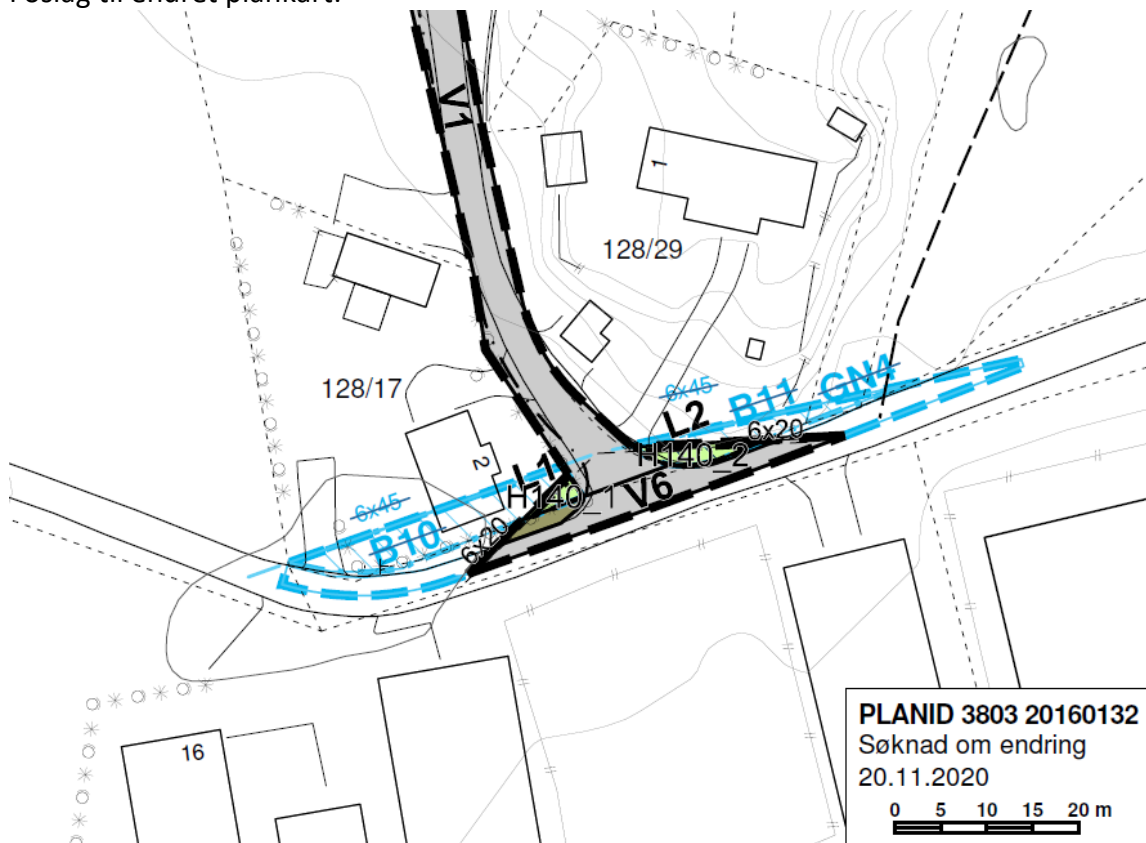 Foslag til endret plankart:
V1
1
128/29
128/17
6x45
B11
GN4
L2
6x20
H140_2
2
L1
H140_1
V6
6x45
B10
6x20
16
PLANID 3803 20160132
Søknad om endring
20.11.2020
0 5 10 15 20 m